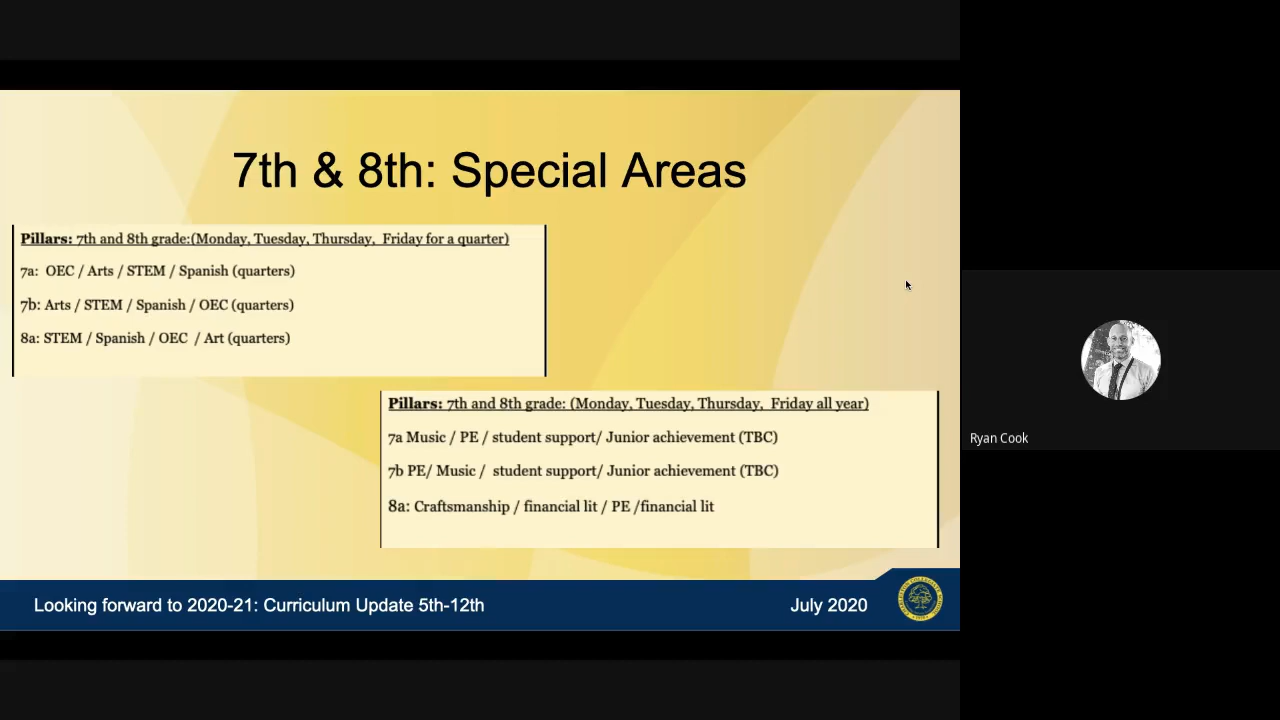 7th & 8th: Special Areas
Pillars: 7th and 8th grade:(Monday, Tuesday, Thursday,  Friday for a quarter)
7a:  OEC / Arts / STEM / Spanish (quarters)
7b: Arts / STEM / Spanish / OEC (quarters)
8a: STEM / Spanish / OEC  / Art (quarters)
Pillars: 7th and 8th grade: (Monday, Tuesday, Thursday,  Friday all year)
7a Music / PE / student support/ Junior achievement (TBC)
7b PE/ Music /  student support/ Junior achievement (TBC)
8a: Craftsmanship / financial lit / PE /financial lit
Ryan Cook
Looking forward to 2020-21: Curriculum Update 5th-12th
July 2020